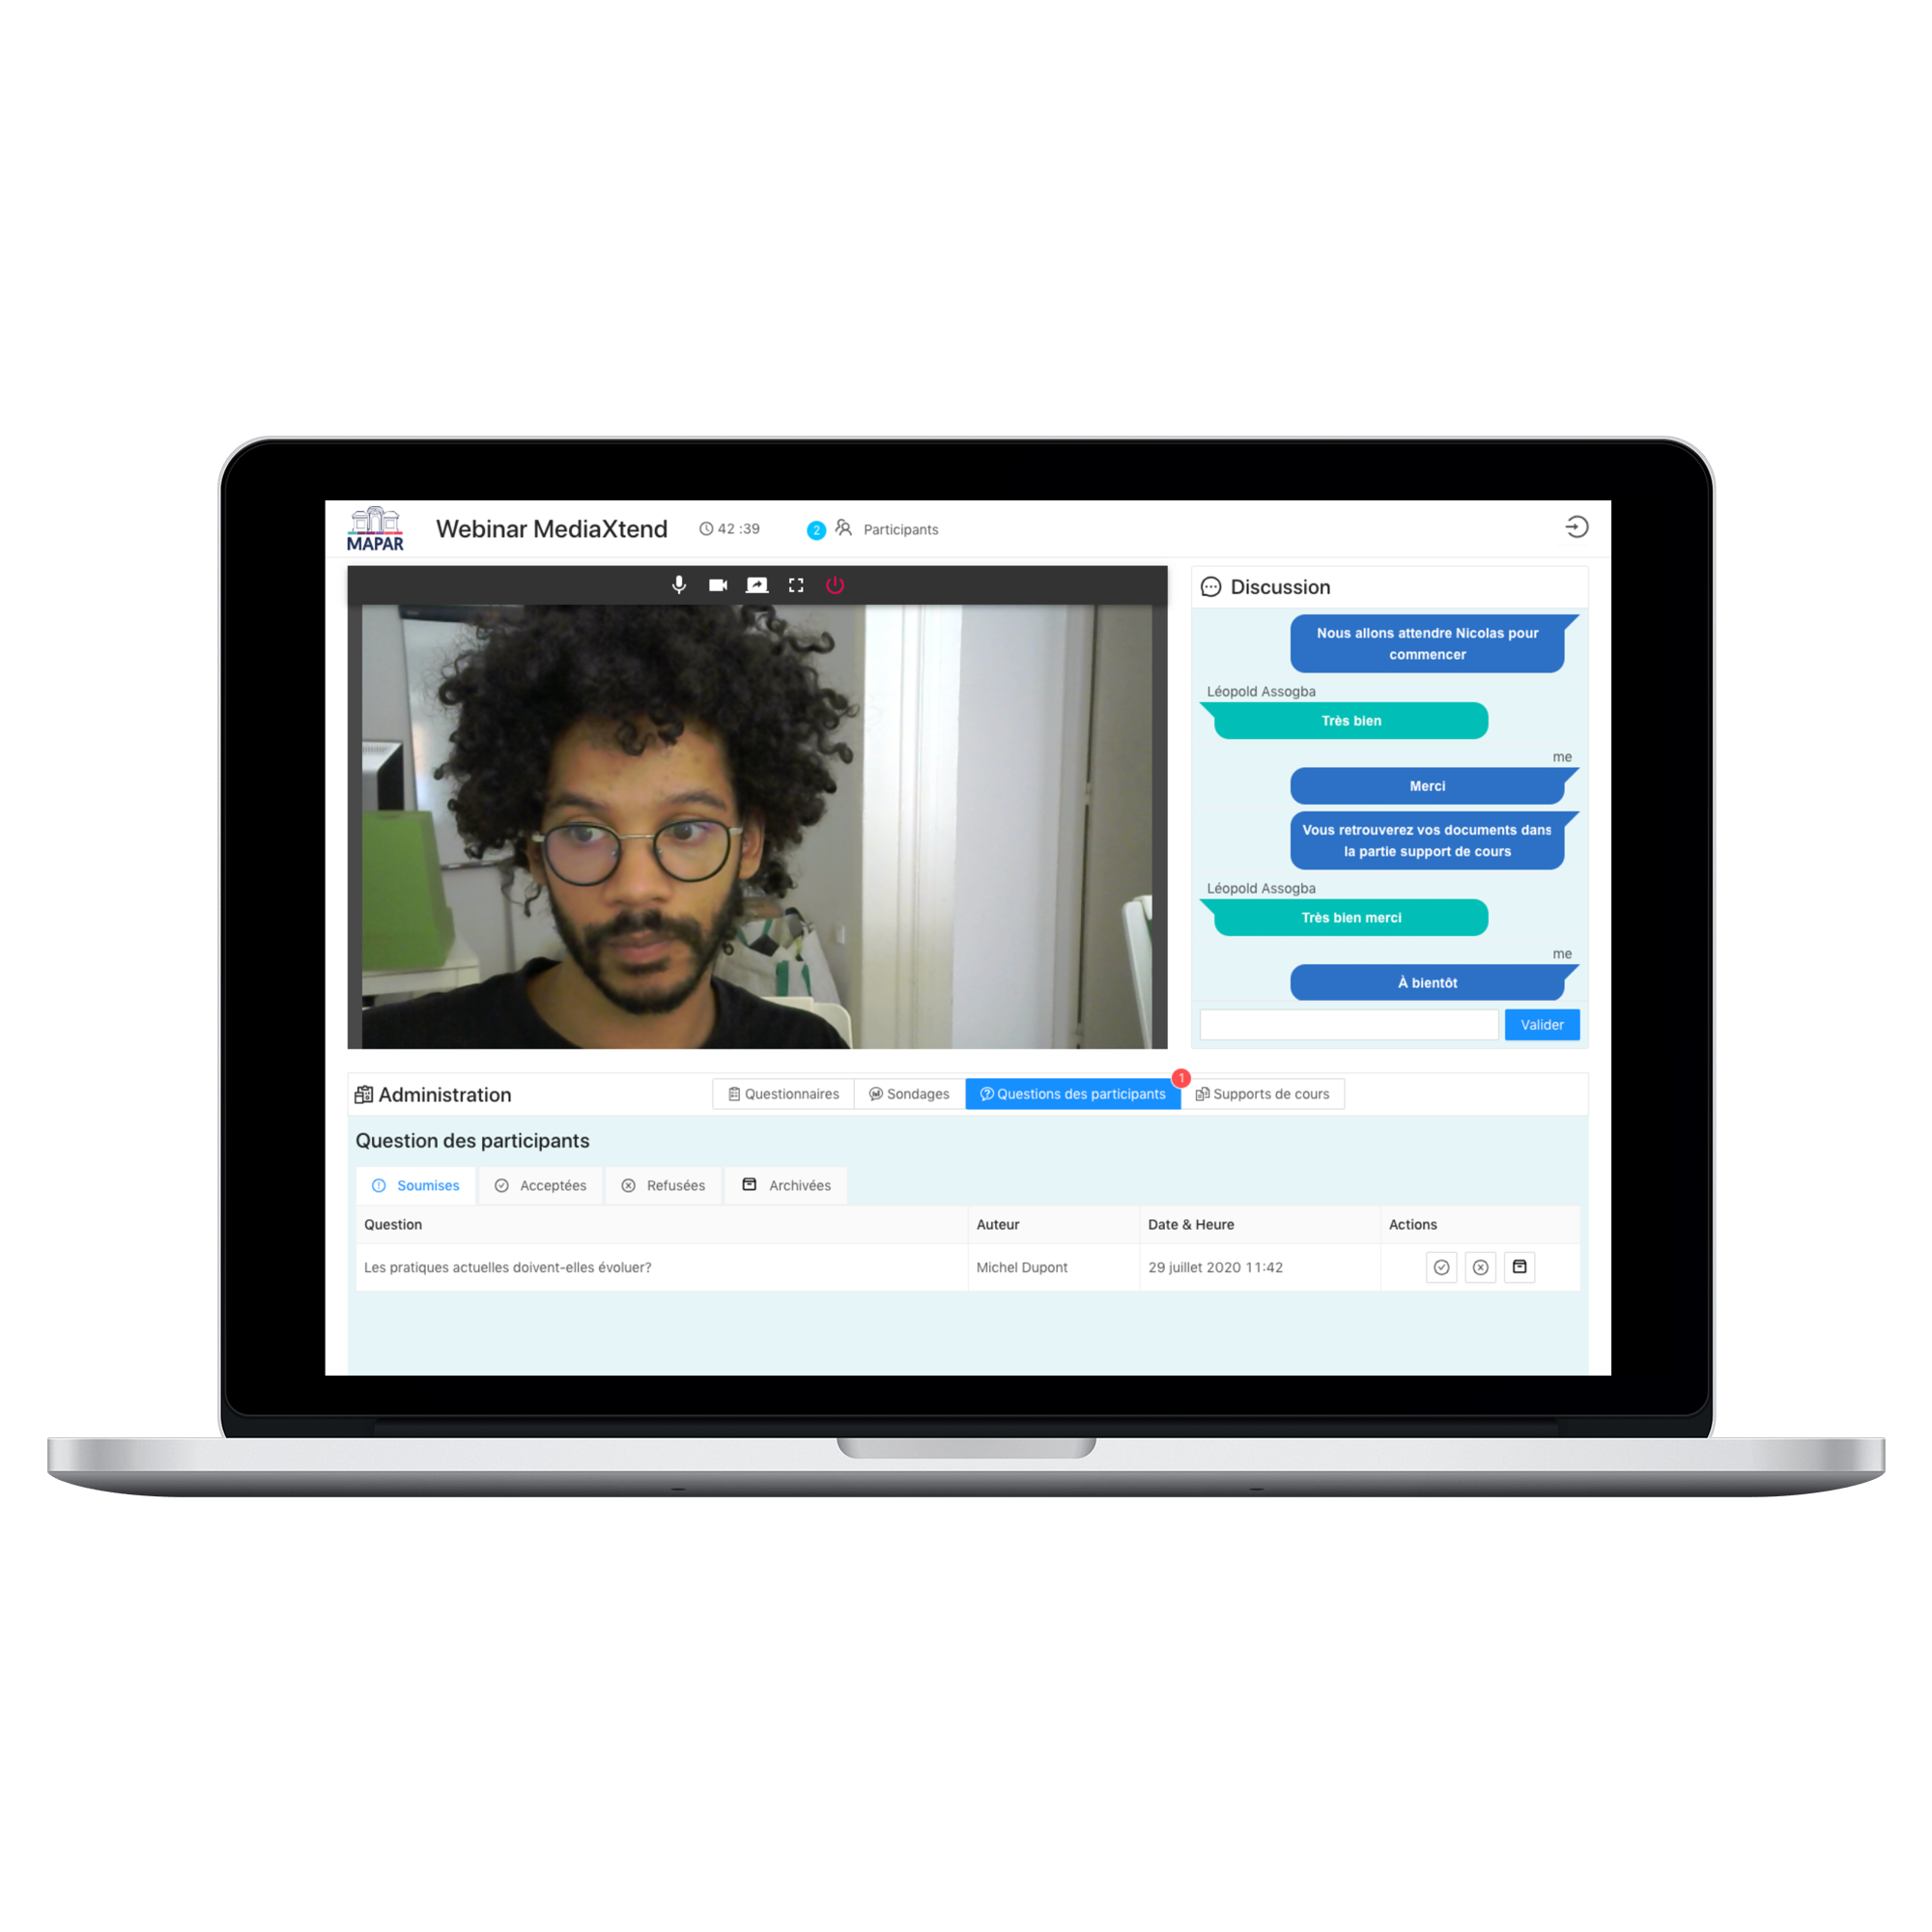 MAPAR
Webinar MediaXtend
42 :39
2
Participants
Discussion
Nous allons attendre Nicolas pour
commencer
Léopold Assogba
Très bien
me
Merci
Vous retrouverez vos documents dans
la partie support de cours
Léopold Assogba
Très bien merci
me
À bientôt
Valider
Administration
Questionnaires
Sondages
Questions des participants
1
Supports de cours
Question des participants
Soumises
Acceptées
Refusées
Archivées
Question
Auteur
Date & Heure
Actions
Les pratiques actuelles doivent-elles évoluer?
Michel Dupont
29 juillet 2020 11:42